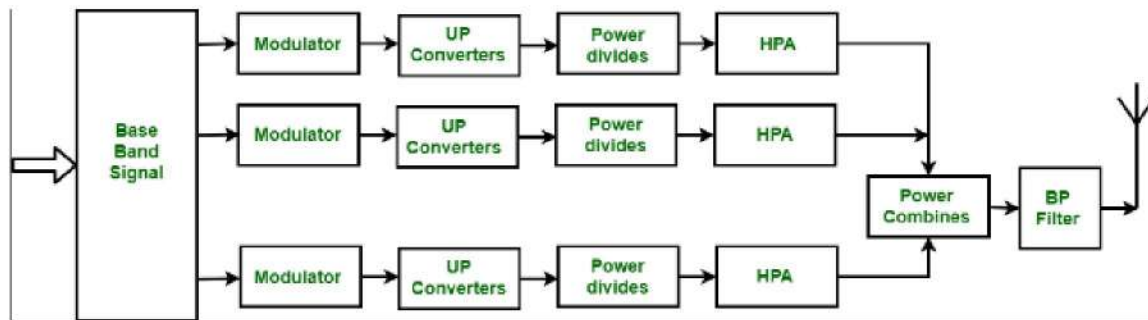 Modulator
UP
Converters
Power
divides
HPA
Base
Band
Signal
Modulator
UP
Converters
Power
divides
HPA
Power
Combines
BP
Filter
Modulator
UP
Converters
Power
divides
HPA